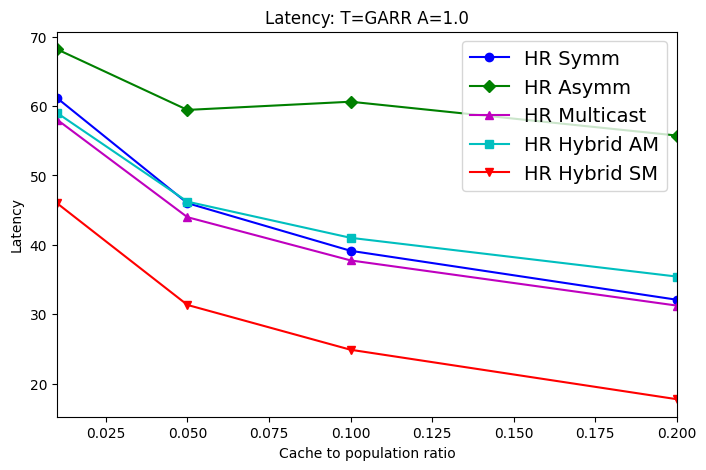 Latency: T=GARR A=1.0
70
60
50
40
30
20
Latency
HR Symm
HR Asymm
HR Multicast
HR Hybrid AM
HR Hybrid SM
0.025 0.050 0.075 0.100 0.125 0.150 0.175 0.200
Cache to population ratio